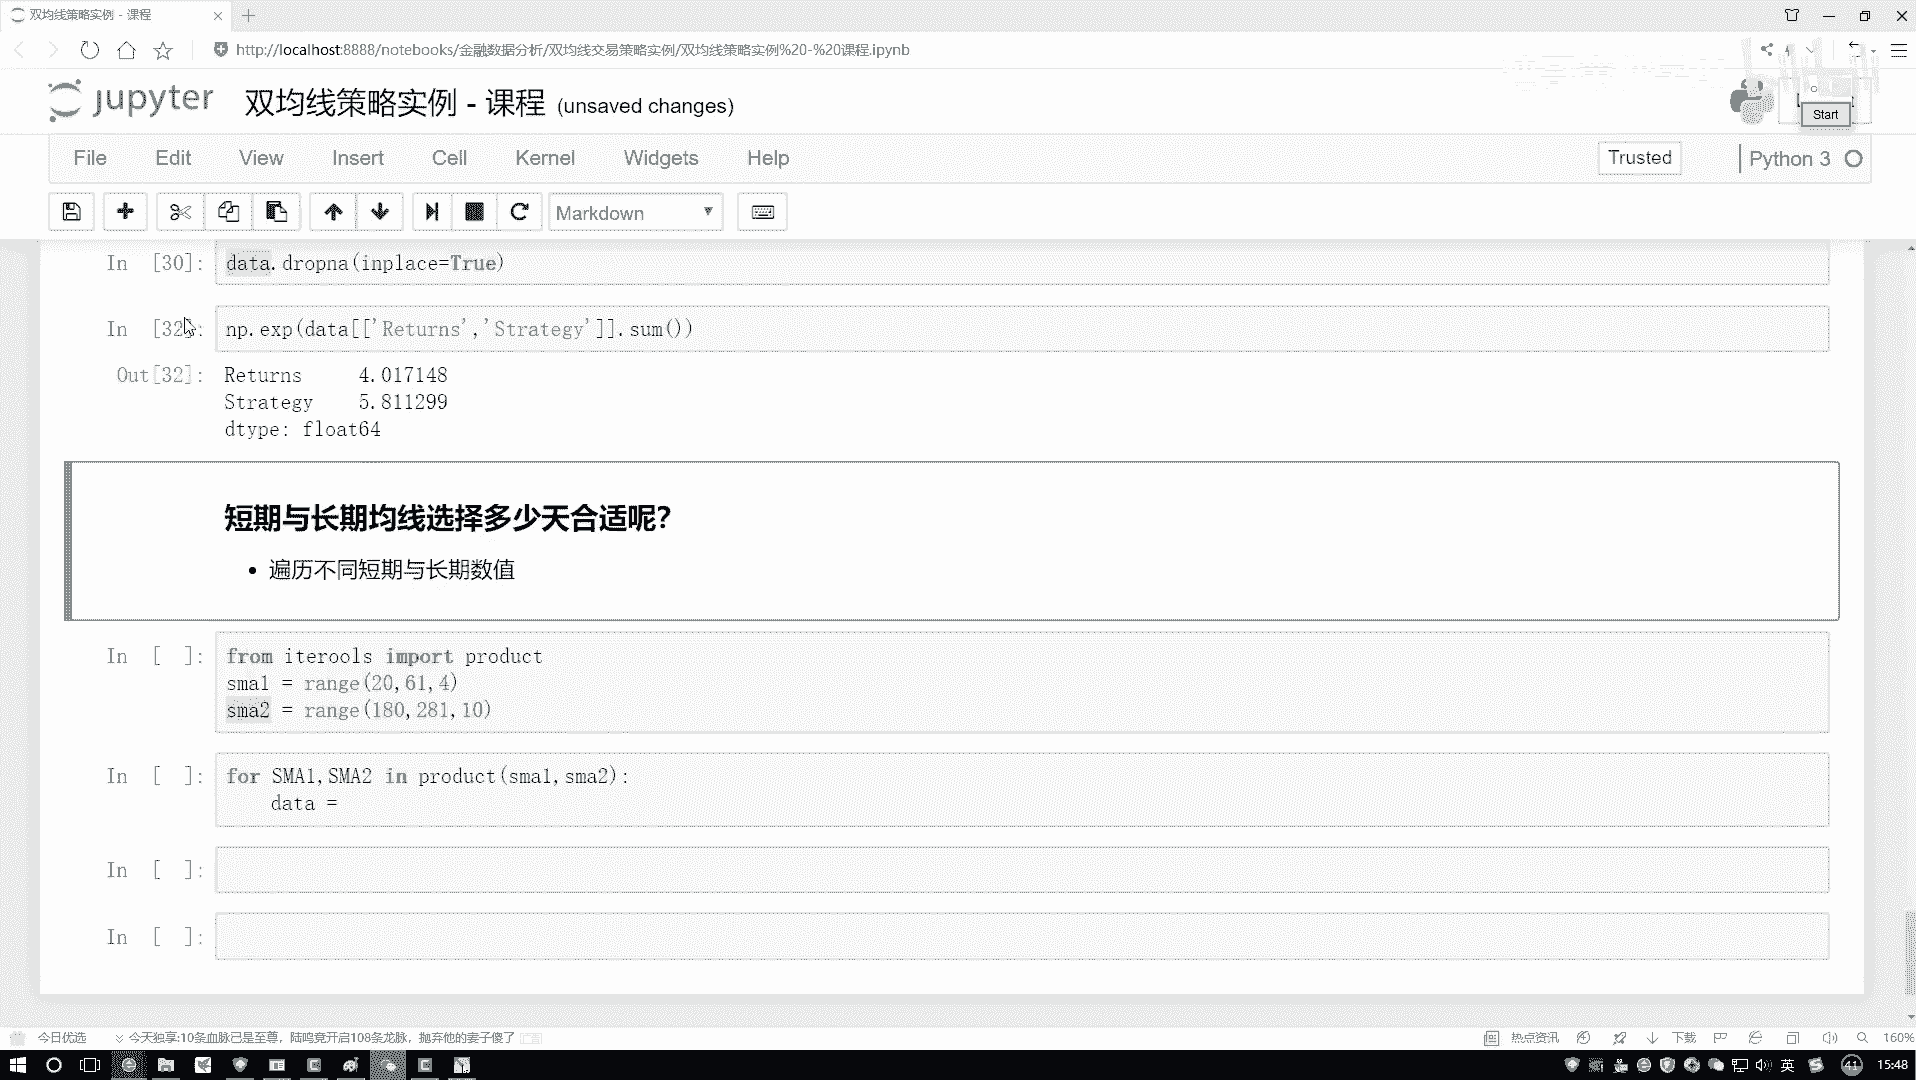 双均线策略实例 - 课程
http://localhost:8888/notebooks/金融数据分析/双均线交易策略实例/双均线策略实例%20-%20课程.ipynb
jupyter 双均线策略实例 - 课程 (unsaved changes)
Start
File Edit View Insert Cell Kernel Widgets Help
Trusted
Python 3
Markdown
In [30]: data.dropna(inplace=True)
In [32]: np.exp(data[['Returns','Strategy']].sum())
Out[32]: Returns 4.017148
Strategy 5.811299
dtype: float64
短期与长期均线选择多少天合适呢?
• 遍历不同短期与长期数值
In [ ]: from iterools import product
sma1 = range(20,61,4)
sma2 = range(180,281,10)
In [ ]: for SMA1,SMA2 in product(sma1,sma2):
data =
In [ ]:
In [ ]:
今日优选 今天独享:10条血脉已是至尊，陆鸣竟开启108条龙脉，抛弃他的妻子傻了
热点资讯 下载 160%
英 41 15:48